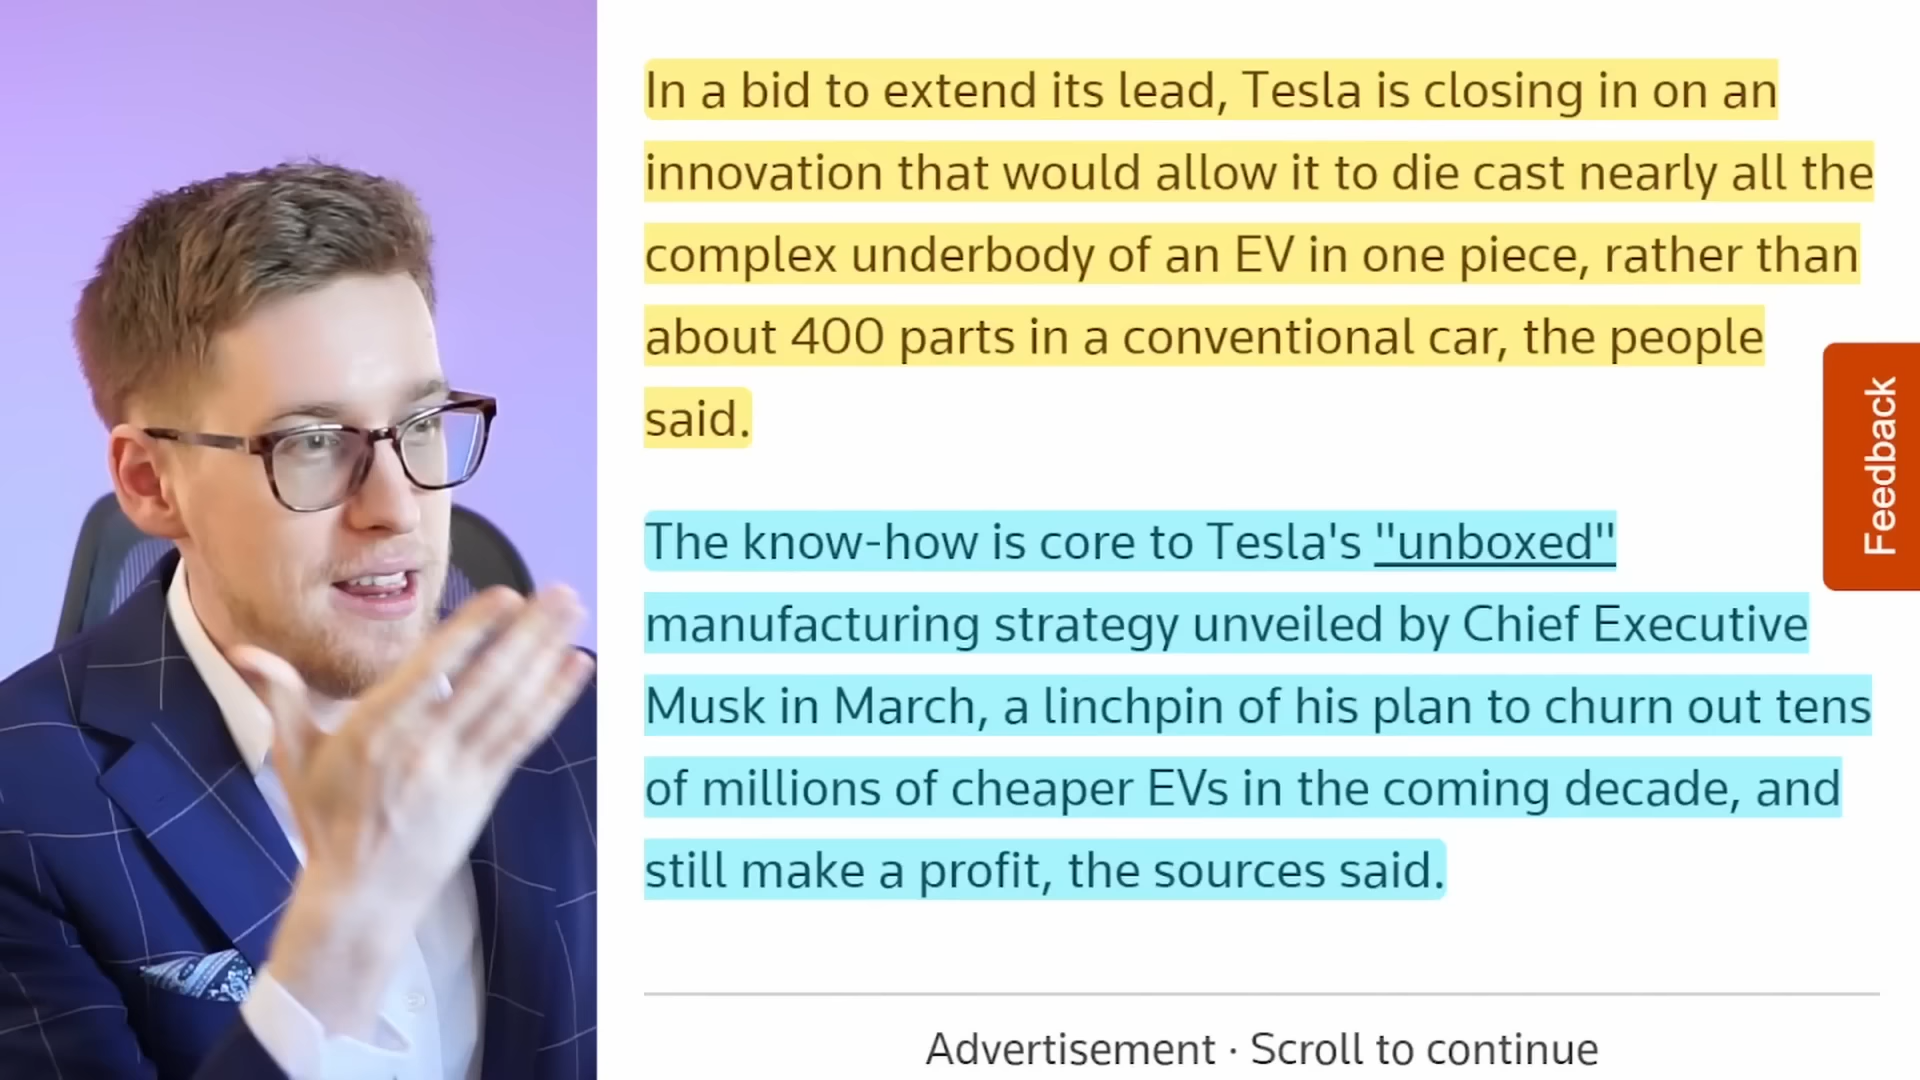 In a bid to extend its lead, Tesla is closing in on an
innovation that would allow it to die cast nearly all the
complex underbody of an EV in one piece, rather than
about 400 parts in a conventional car, the people
said.
Feedback
The know-how is core to Tesla's "unboxed"
manufacturing strategy unveiled by Chief Executive
Musk in March, a linchpin of his plan to churn out tens
of millions of cheaper EVs in the coming decade, and
still make a profit, the sources said.
Advertisement · Scroll to continue